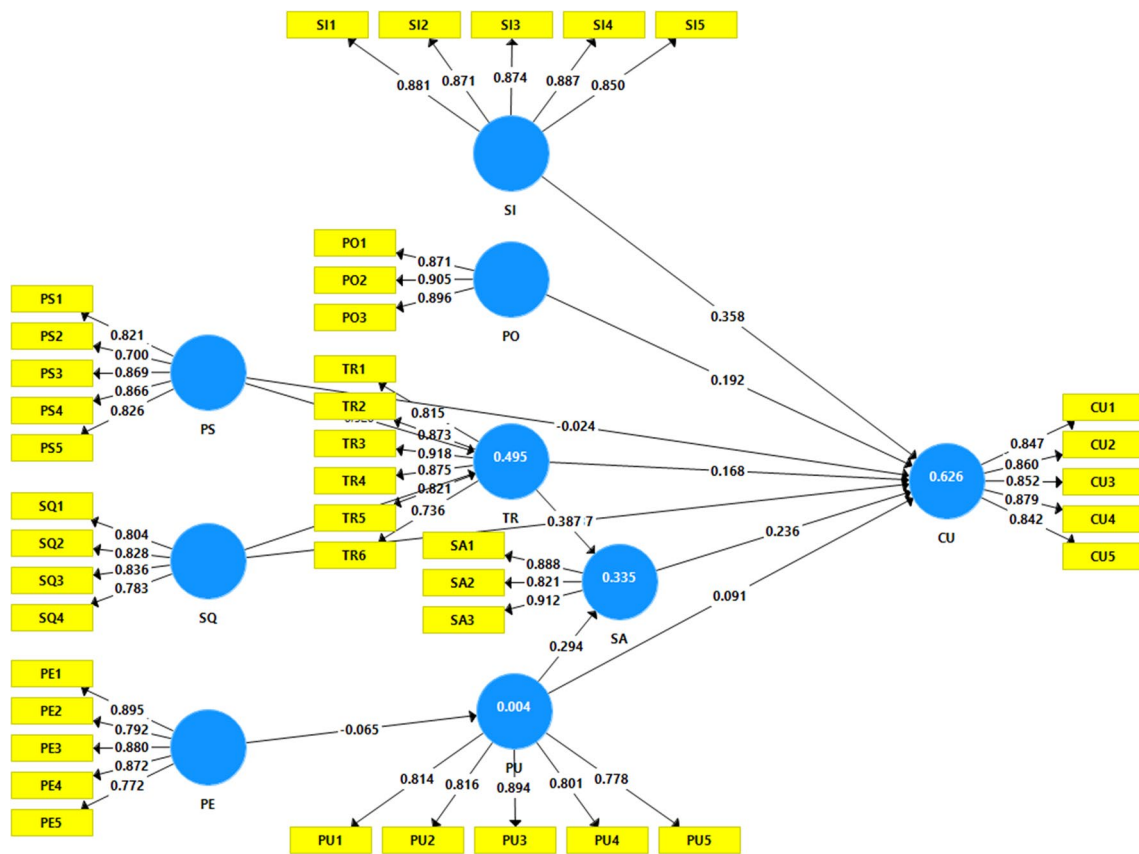 SI1 SI2 SI3 SI4 SI5
0.881 0.871 0.874 0.887 0.850
SI
PO1 0.871
PO2 0.905
PO3 0.896
PO
0.358
0.192
PS1 0.821
PS2 0.700
PS3 0.869
PS4 0.866
PS5 0.826
PS
TR1 0.815
TR2 0.873
TR3 0.918
TR4 0.875
TR5 0.821
TR6 0.736
0.495
TR
-0.024
0.168
CU1 0.847
CU2 0.860
CU3 0.852
CU4 0.879
CU5 0.842
0.626
CU
SQ1 0.804
SQ2 0.828
SQ3 0.836
SQ4 0.783
SQ
0.387
SA1 0.888
SA2 0.821
SA3 0.912
0.335
SA
0.236
0.091
0.294
PE1 0.895
PE2 0.792
PE3 0.880
PE4 0.872
PE5 0.772
PE
-0.065
0.004
PU
0.814 0.816 0.894 0.801 0.778
PU1 PU2 PU3 PU4 PU5